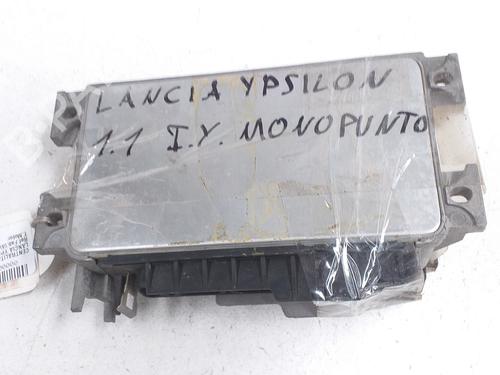 LANCIA YPSILON
1.1 I.Y. MONOPUNTO